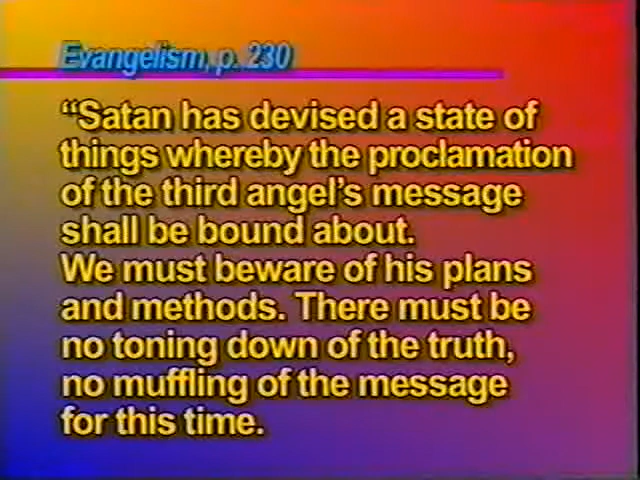 Evangelism, p. 230
“Satan has devised a state of
things whereby the proclamation
of the third angel’s message
shall be bound about.
We must beware of his plans
and methods. There must be
no toning down of the truth,
no muffling of the message
for this time.